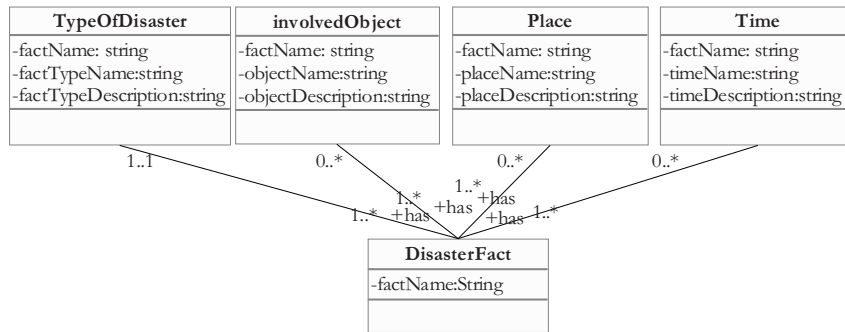 TypeOfDisaster
-factName: string
-factTypeName:string
-factTypeDescription:string
involvedObject
-factName: string
-objectName:string
-objectDescription:string
Place
-factName: string
-placeName:string
-placeDescription:string
Time
-factName: string
-timeName:string
-timeDescription:string
1..1
0..*
0..*
0..*
1..*
+has
1..*
+has
1..*
+has
+has
1..*
DisasterFact
-factName:String